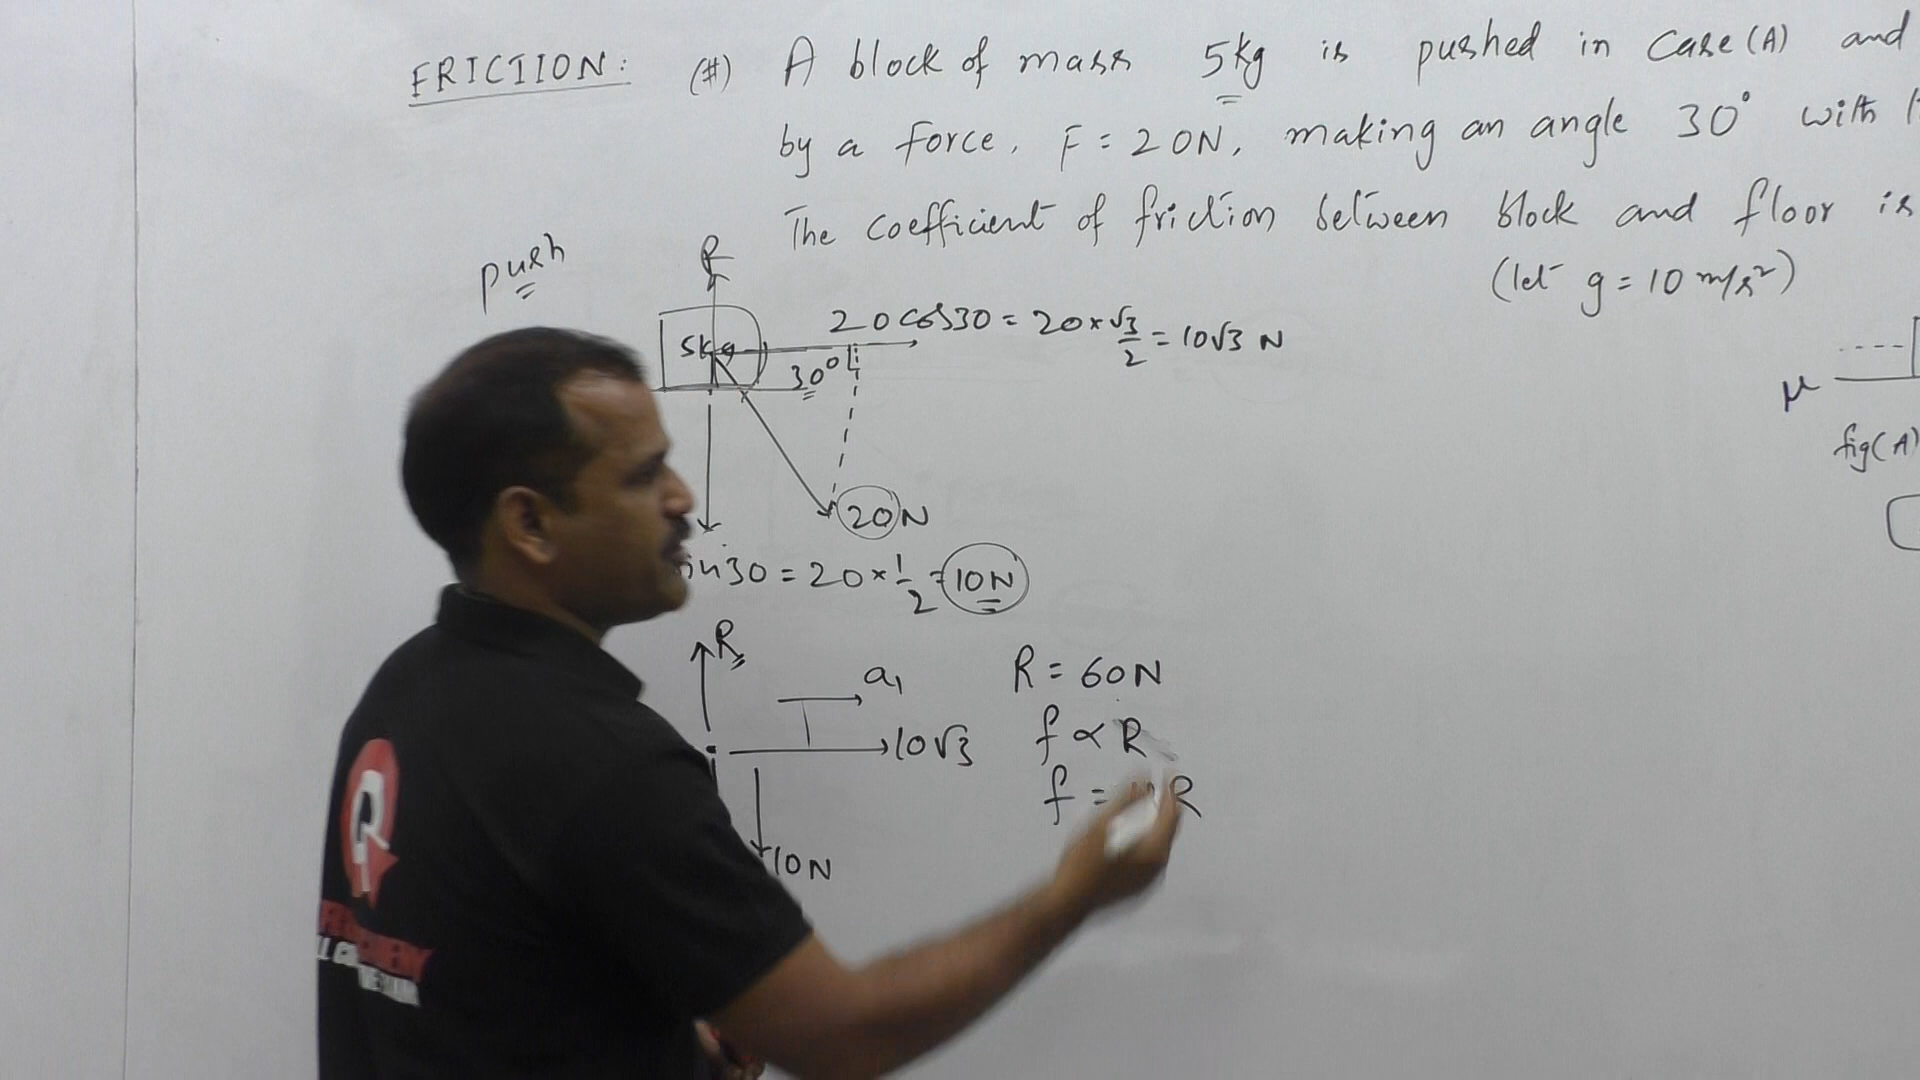 FRICTION: (#) A block of mass 5kg is pushed in case(A) and
by a force, F = 20N, making an angle 30° with
The coefficient of friction between block and floor is
(let g = 10 m/s²)
push
R
5kg
20cos30 = 20×√3/2 = 10√3 N
30°
μ
fig(A)
20N
in30 = 20×1/2 = 10N
R
a₁
R = 60N
10√3
f ∝ R
f = μR
10N